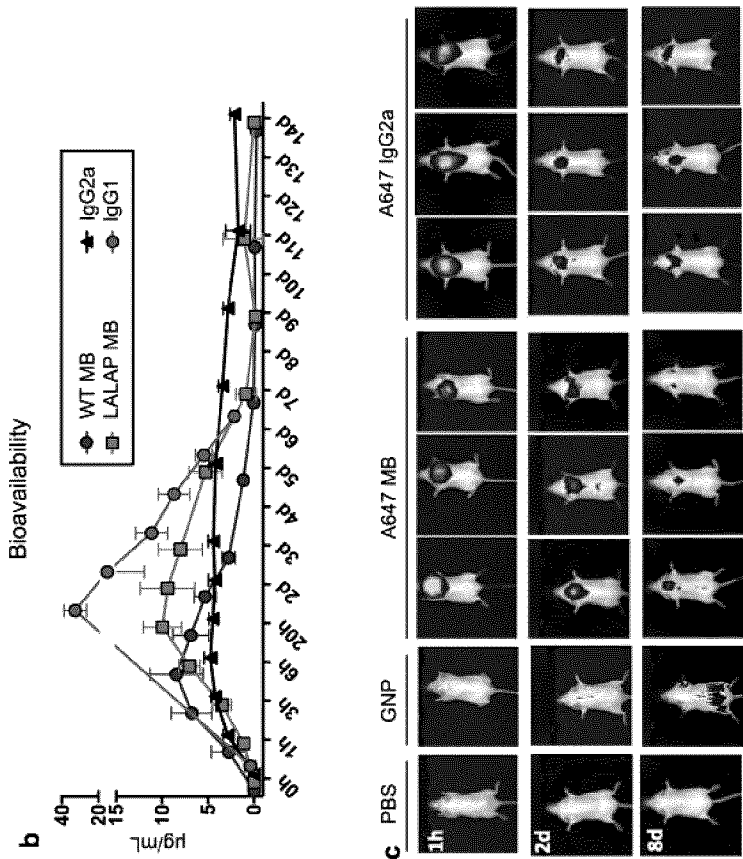 b
Bioavailability
WT MB
LALAP MB
IgG2a
IgG1
µg/mL
40
20
15
10
5
0
0h
1h
3h
6h
20h
2d
3d
4d
5d
6d
7d
8d
9d
10d
11d
12d
13d
14d
c
PBS
GNP
A647 MB
A647 IgG2a
1h
2d
8d